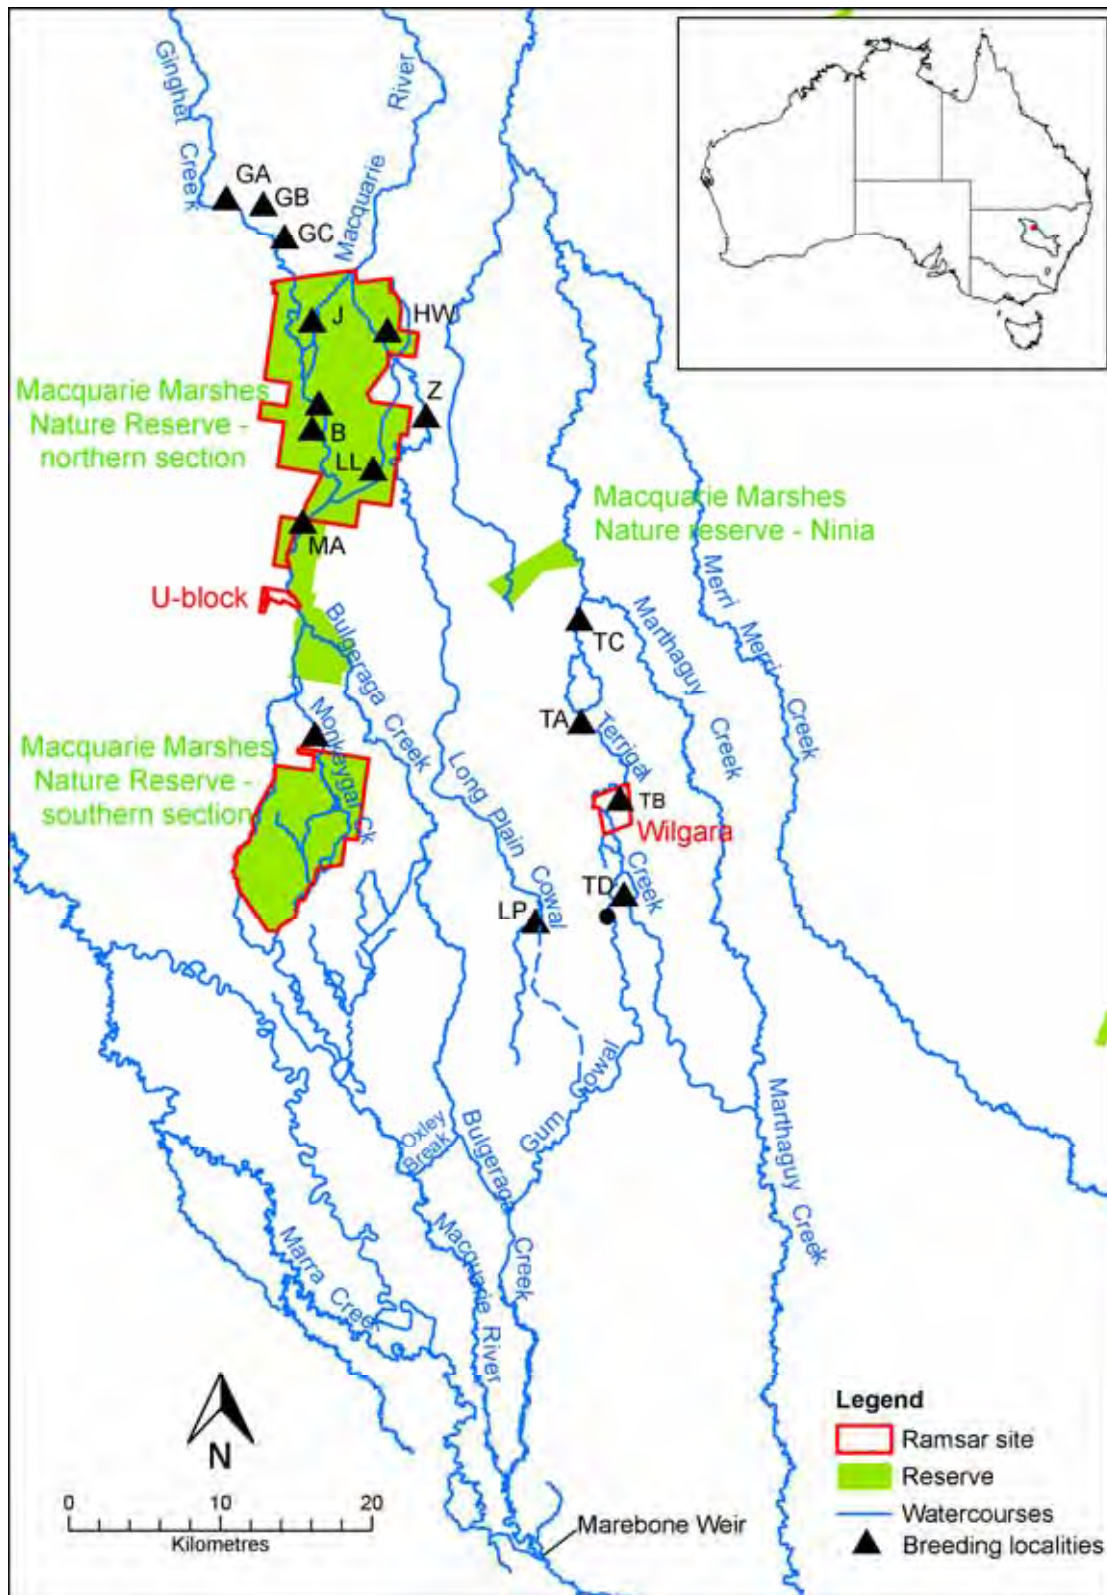 Ginghet Creek
Macquarie River
GA
GB
GC
J
HW
Z
Macquarie Marshes
Nature Reserve -
northern section
B
LL
MA
Macquarie Marshes
Nature reserve - Ninia
U-block
Bulgeraga Creek
TC
Marthaguy Creek
Merri Merri Creek
TA
Terrigal Creek
Monkeygar Ck
Macquarie Marshes
Nature Reserve -
southern section
Long Plain Cowal
TB
Wilgara
TD
LP
Gum Cowal
Oxley
Break
Bulgeraga Creek
Marthaguy Creek
Macquarie River
Marra Creek
N
0 10 20
Kilometres
Marebone Weir
Legend
Ramsar site
Reserve
Watercourses
Breeding localities